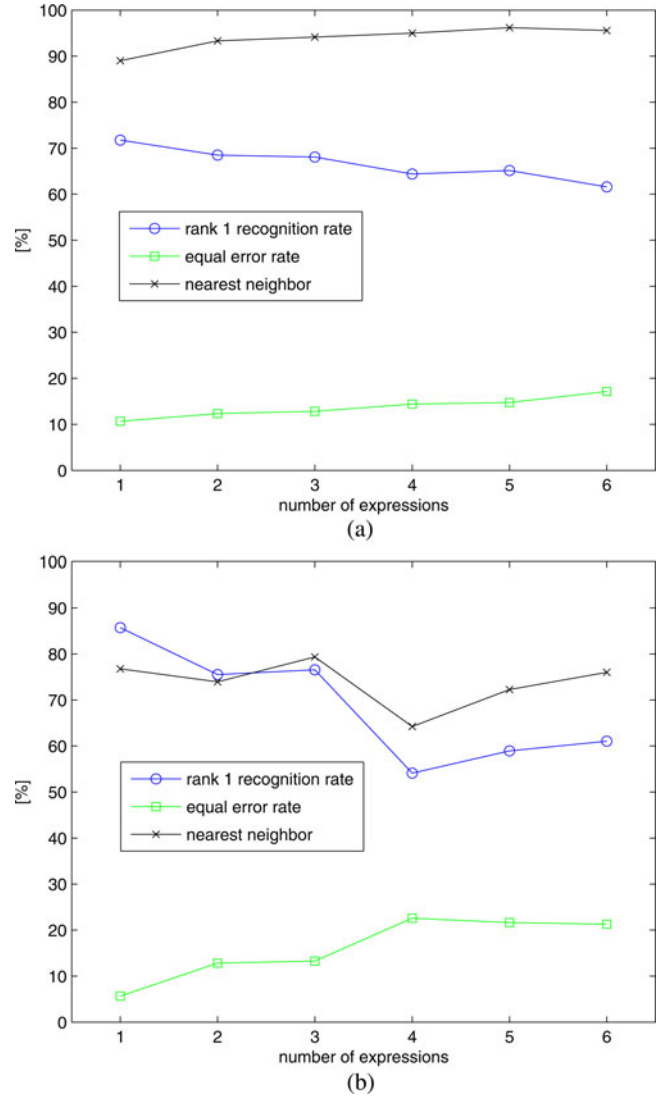 100
90
80
70
60
50
40
30
20
10
0
[%]
rank 1 recognition rate
equal error rate
nearest neighbor
1 2 3 4 5 6
number of expressions
(a)
100
90
80
70
60
50
40
30
20
10
0
[%]
rank 1 recognition rate
equal error rate
nearest neighbor
1 2 3 4 5 6
number of expressions
(b)